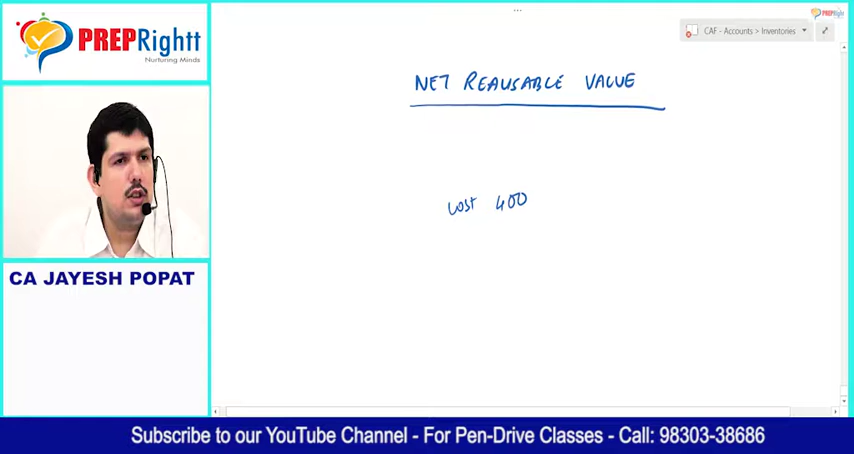 PREPRightt
Nurturing Minds
CA JAYESH POPAT
PREPRight
CAF - Accounts > Inventories
NET REALISABLE VALUE
Cost 400
Subscribe to our YouTube Channel - For Pen-Drive Classes - Call: 98303-38686